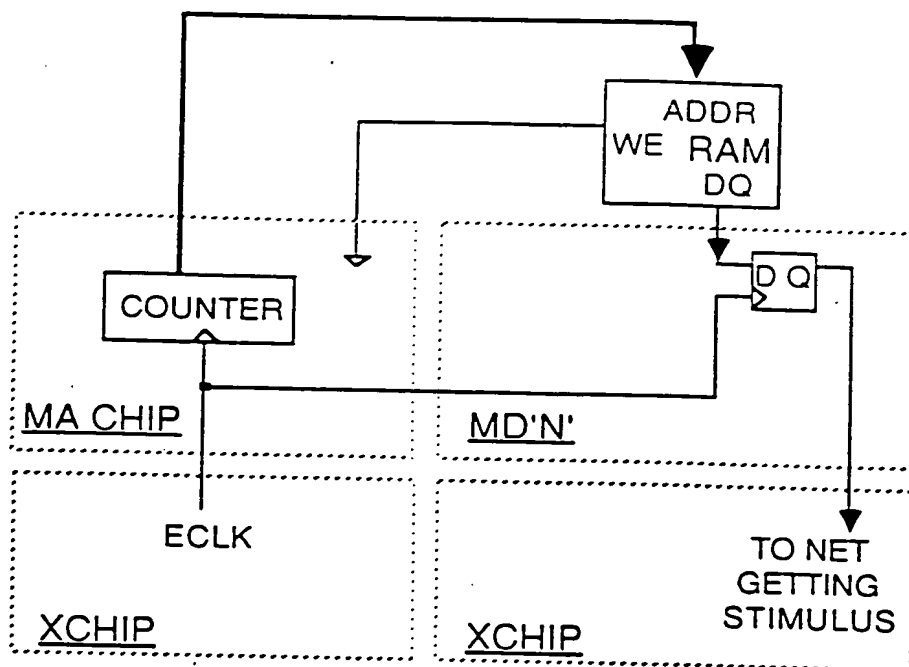 ADDR
WE RAM
DQ
D Q
COUNTER
MA CHIP
MD'N'
ECLK
TO NET
GETTING
STIMULUS
XCHIP
XCHIP